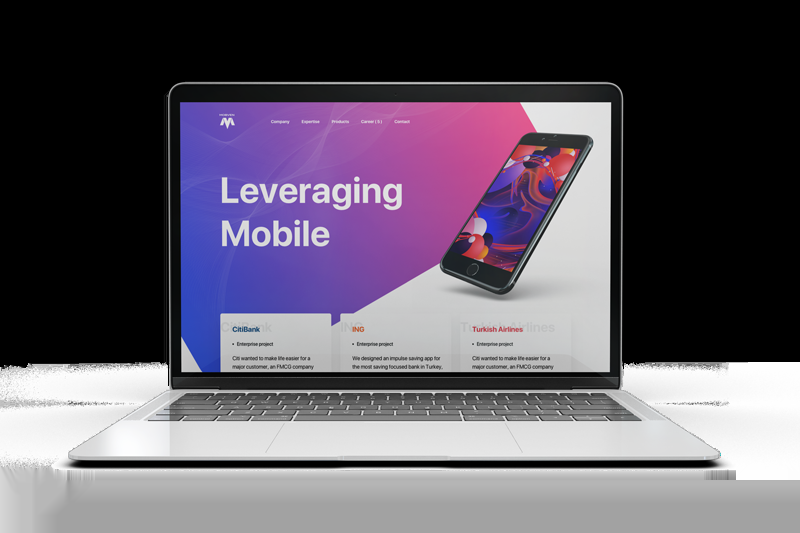 Company Expertise Products Career ( 5 ) Contact
Leveraging
Mobile
CitiBank
Enterprise project
Citi wanted to make life easier for a
major customer, an FMCG company
ING
Enterprise project
We designed an impulse saving app for
the most saving focused bank in Turkey,
Turkish Airlines
Enterprise project
Citi wanted to make life easier for a
major customer, an FMCG company